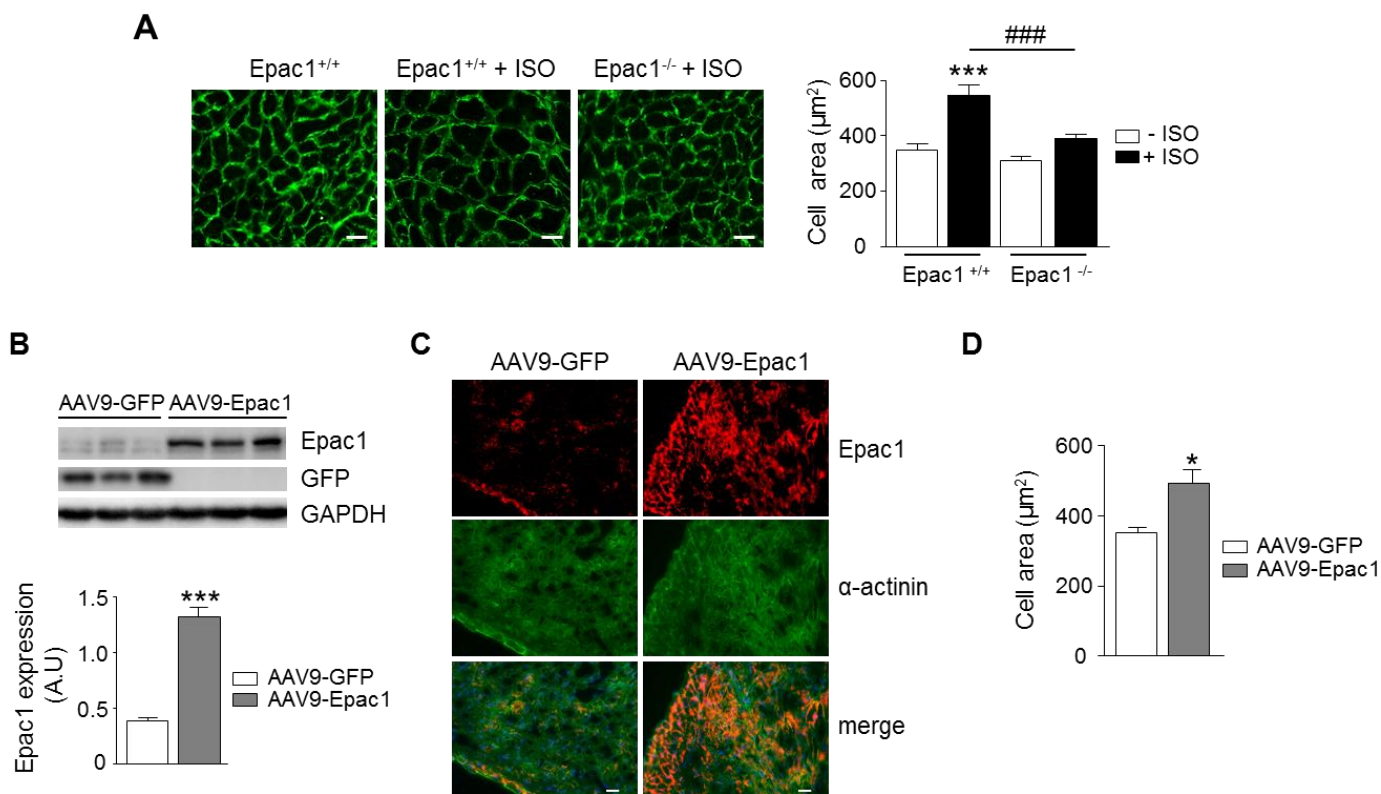 A
Epac1+/+
Epac1+/+ + ISO
Epac1-/- + ISO
###
***
600
400
200
0
Cell area (µm2)
- ISO
+ ISO
Epac1 +/+
Epac1 -/-
B
AAV9-GFP AAV9-Epac1
Epac1
GFP
GAPDH
***
1.5
1.0
0.5
0
Epac1 expression
(A.U)
AAV9-GFP
AAV9-Epac1
C
AAV9-GFP
AAV9-Epac1
Epac1
α-actinin
merge
D
*
600
400
200
0
Cell area (µm2)
AAV9-GFP
AAV9-Epac1